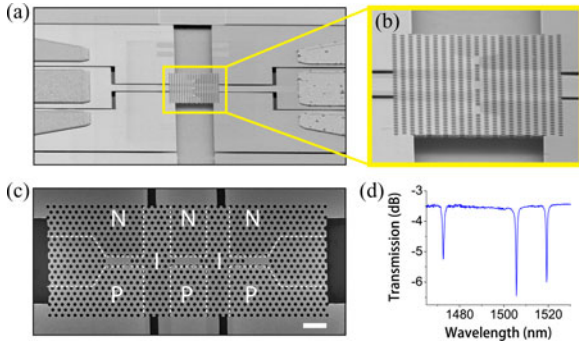 (a)
(b)
(c)
N N N
I I
P P P
(d)
-3
-4
-5
-6
Transmission (dB)
1480 1500 1520
Wavelength (nm)